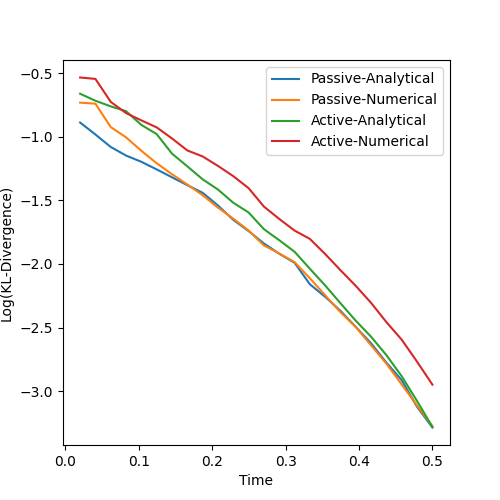 −0.5
−1.0
−1.5
−2.0
−2.5
−3.0
Log(KL-Divergence)
Passive-Analytical
Passive-Numerical
Active-Analytical
Active-Numerical
0.0 0.1 0.2 0.3 0.4 0.5
Time